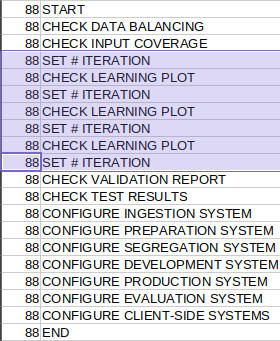 88 START
88 CHECK DATA BALANCING
88 CHECK INPUT COVERAGE
88 SET # ITERATION
88 CHECK LEARNING PLOT
88 SET # ITERATION
88 CHECK LEARNING PLOT
88 SET # ITERATION
88 CHECK LEARNING PLOT
88 SET # ITERATION
88 CHECK VALIDATION REPORT
88 CHECK TEST RESULTS
88 CONFIGURE INGESTION SYSTEM
88 CONFIGURE PREPARATION SYSTEM
88 CONFIGURE SEGREGATION SYSTEM
88 CONFIGURE DEVELOPMENT SYSTEM
88 CONFIGURE PRODUCTION SYSTEM
88 CONFIGURE EVALUATION SYSTEM
88 CONFIGURE CLIENT-SIDE SYSTEMS
88 END